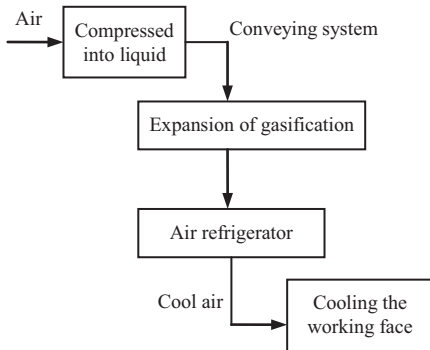 Air
Compressed
into liquid
Conveying system
Expansion of gasification
Air refrigerator
Cool air
Cooling the
working face